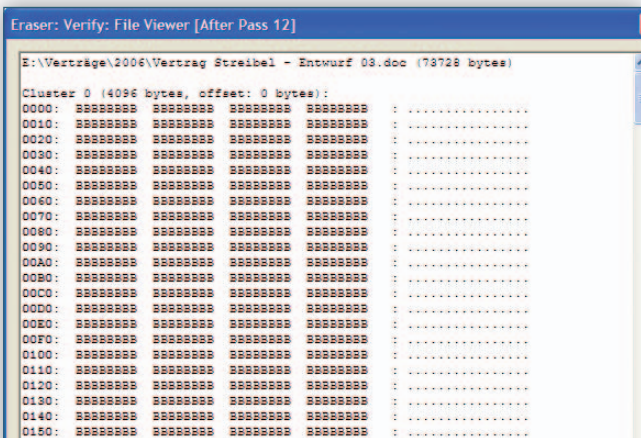 Eraser: Verify: File Viewer [After Pass 12]
E:\Verträge\2006\Vertrag Streibel - Entwurf 03.doc (73728 bytes)
Cluster 0 (4096 bytes, offset: 0 bytes):
0000: BBBBBBBB BBBBBBBB BBBBBBBB BBBBBBBB : ................
0010: BBBBBBBB BBBBBBBB BBBBBBBB BBBBBBBB : ................
0020: BBBBBBBB BBBBBBBB BBBBBBBB BBBBBBBB : ................
0030: BBBBBBBB BBBBBBBB BBBBBBBB BBBBBBBB : ................
0040: BBBBBBBB BBBBBBBB BBBBBBBB BBBBBBBB : ................
0050: BBBBBBBB BBBBBBBB BBBBBBBB BBBBBBBB : ................
0060: BBBBBBBB BBBBBBBB BBBBBBBB BBBBBBBB : ................
0070: BBBBBBBB BBBBBBBB BBBBBBBB BBBBBBBB : ................
0080: BBBBBBBB BBBBBBBB BBBBBBBB BBBBBBBB : ................
0090: BBBBBBBB BBBBBBBB BBBBBBBB BBBBBBBB : ................
00A0: BBBBBBBB BBBBBBBB BBBBBBBB BBBBBBBB : ................
00B0: BBBBBBBB BBBBBBBB BBBBBBBB BBBBBBBB : ................
00C0: BBBBBBBB BBBBBBBB BBBBBBBB BBBBBBBB : ................
00D0: BBBBBBBB BBBBBBBB BBBBBBBB BBBBBBBB : ................
00E0: BBBBBBBB BBBBBBBB BBBBBBBB BBBBBBBB : ................
00F0: BBBBBBBB BBBBBBBB BBBBBBBB BBBBBBBB : ................
0100: BBBBBBBB BBBBBBBB BBBBBBBB BBBBBBBB : ................
0110: BBBBBBBB BBBBBBBB BBBBBBBB BBBBBBBB : ................
0120: BBBBBBBB BBBBBBBB BBBBBBBB BBBBBBBB : ................
0130: BBBBBBBB BBBBBBBB BBBBBBBB BBBBBBBB : ................
0140: BBBBBBBB BBBBBBBB BBBBBBBB BBBBBBBB : ................
0150: BBBBBBBB BBBBBBBB BBBBBBBB BBBBBBBB : ................